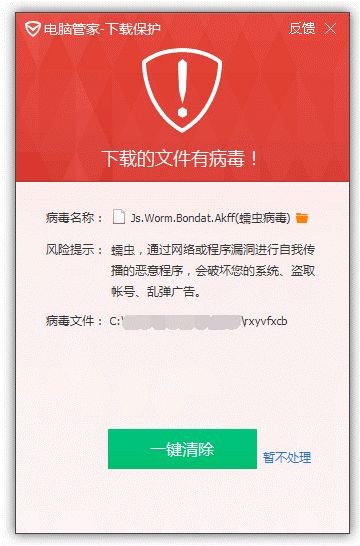 电脑管家-下载保护 反馈
下载的文件有病毒！
病毒名称： Js.Worm.Bondat.Akff(蠕虫病毒)
风险提示： 蠕虫，通过网络或程序漏洞进行自我传
播的恶意程序，会破坏您的系统、盗取
帐号、乱弹广告。
病毒文件： C:\ \rxyvfxcb
一键清除 暂不处理